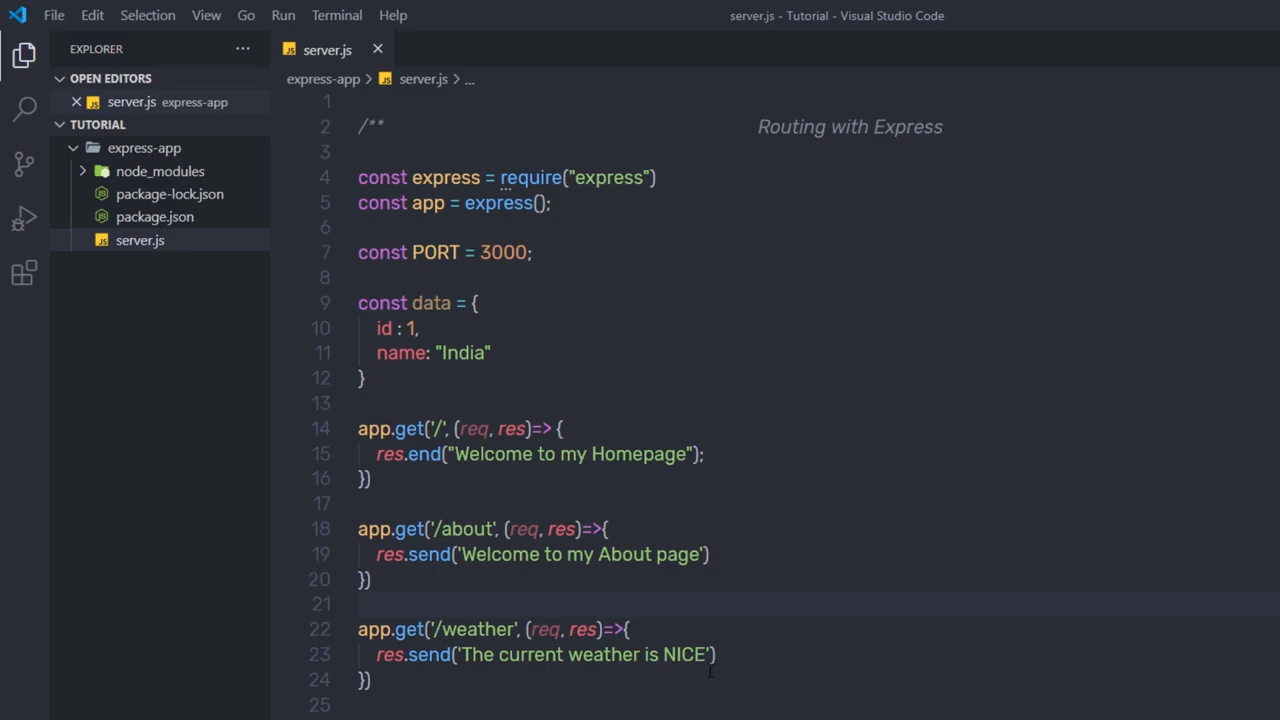 File Edit Selection View Go Run Terminal Help
server.js - Tutorial - Visual Studio Code
EXPLORER ...
OPEN EDITORS
server.js express-app
TUTORIAL
express-app
node_modules
package-lock.json
package.json
server.js
server.js
express-app > server.js > ...
1
2 /** Routing with Express
3
4 const express = require("express")
5 const app = express();
6
7 const PORT = 3000;
8
9 const data = {
10 id : 1,
11 name: "India"
12 }
13
14 app.get('/', (req, res)=> {
15 res.end("Welcome to my Homepage");
16 })
17
18 app.get('/about', (req, res)=>{
19 res.send('Welcome to my About page')
20 })
21
22 app.get('/weather', (req, res)=>{
23 res.send('The current weather is NICE')
24 })
25